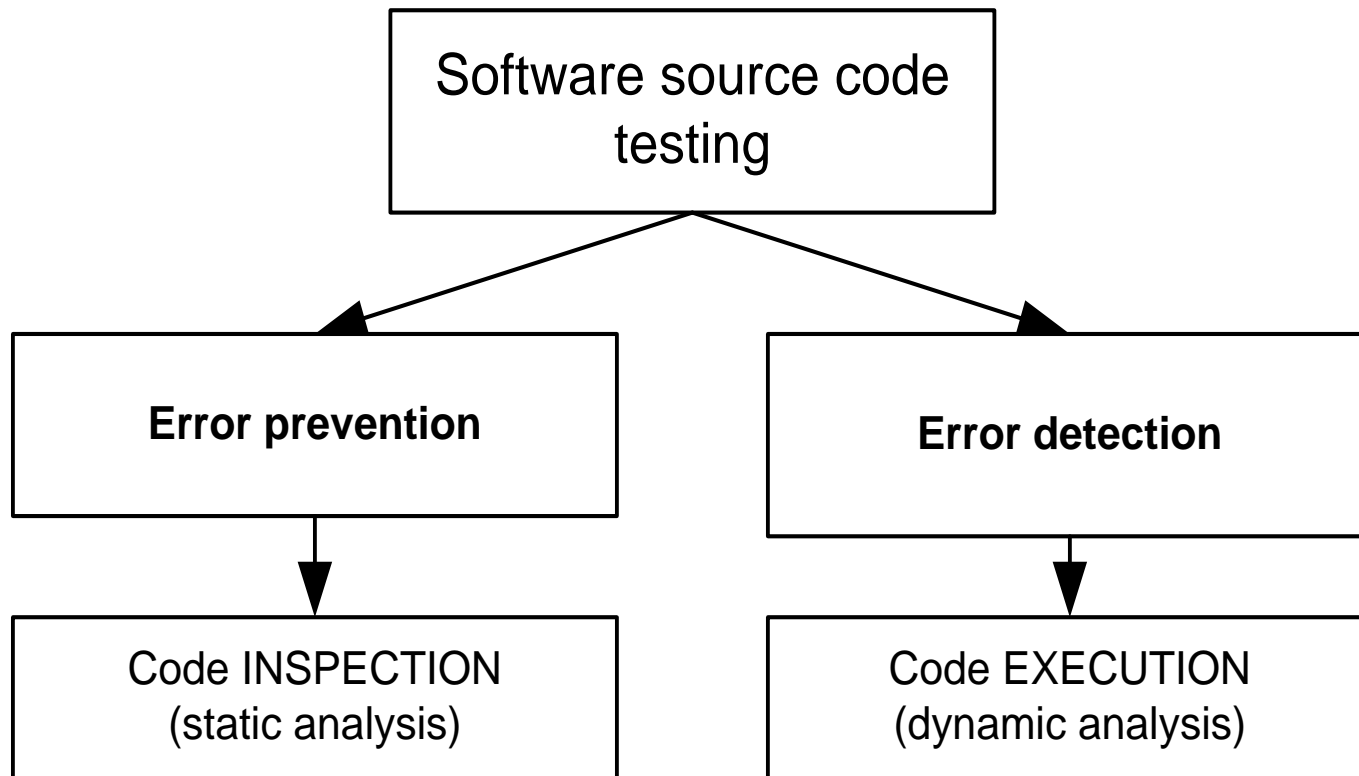 Software source code
testing
Error prevention
Error detection
Code INSPECTION
(static analysis)
Code EXECUTION
(dynamic analysis)